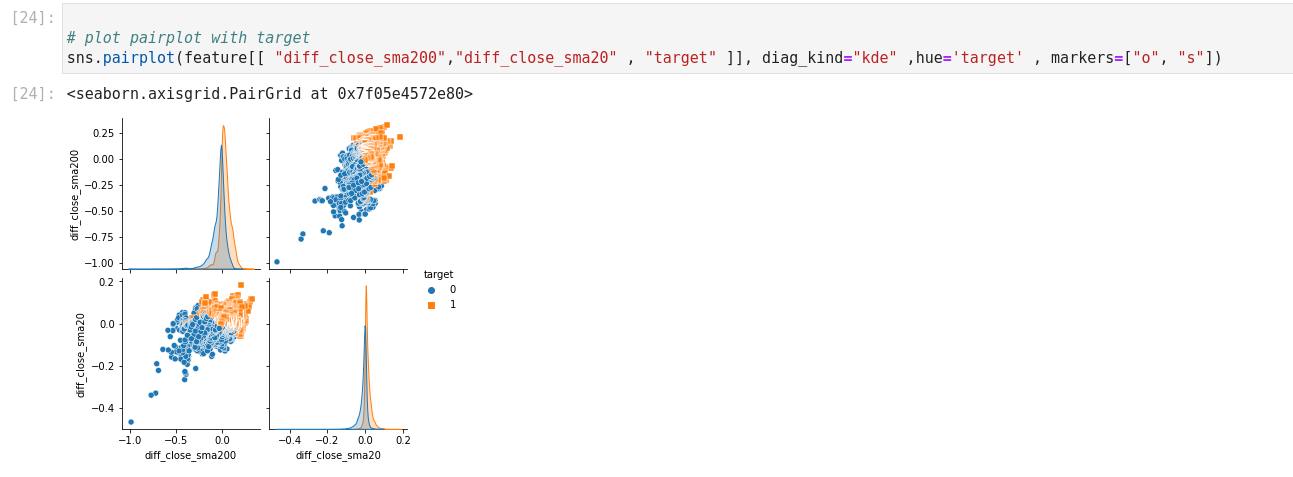 [24]:
# plot pairplot with target
sns.pairplot(feature[[ "diff_close_sma200","diff_close_sma20" , "target" ]], diag_kind="kde" ,hue='target' , markers=["o", "s"])
[24]: <seaborn.axisgrid.PairGrid at 0x7f05e4572e80>
diff_close_sma200
0.25
0.00
−0.25
−0.50
−0.75
−1.00
diff_close_sma20
0.2
0.0
−0.2
−0.4
−1.0 −0.5 0.0
diff_close_sma200
−0.4 −0.2 0.0 0.2
diff_close_sma20
target
0
1